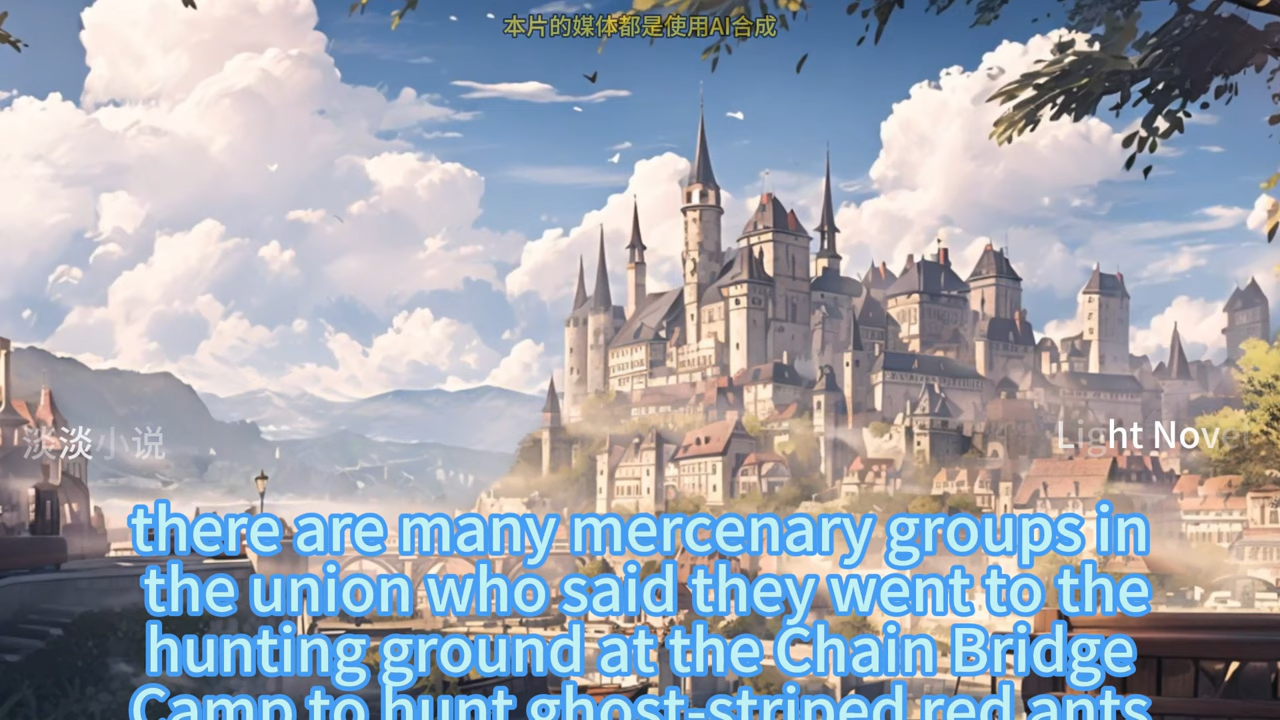 本片的媒体都是使用AI合成
淡淡小说
Light Novel
there are many mercenary groups in
the union who said they went to the
hunting ground at the Chain Bridge
Camp to hunt ghost-striped red ants